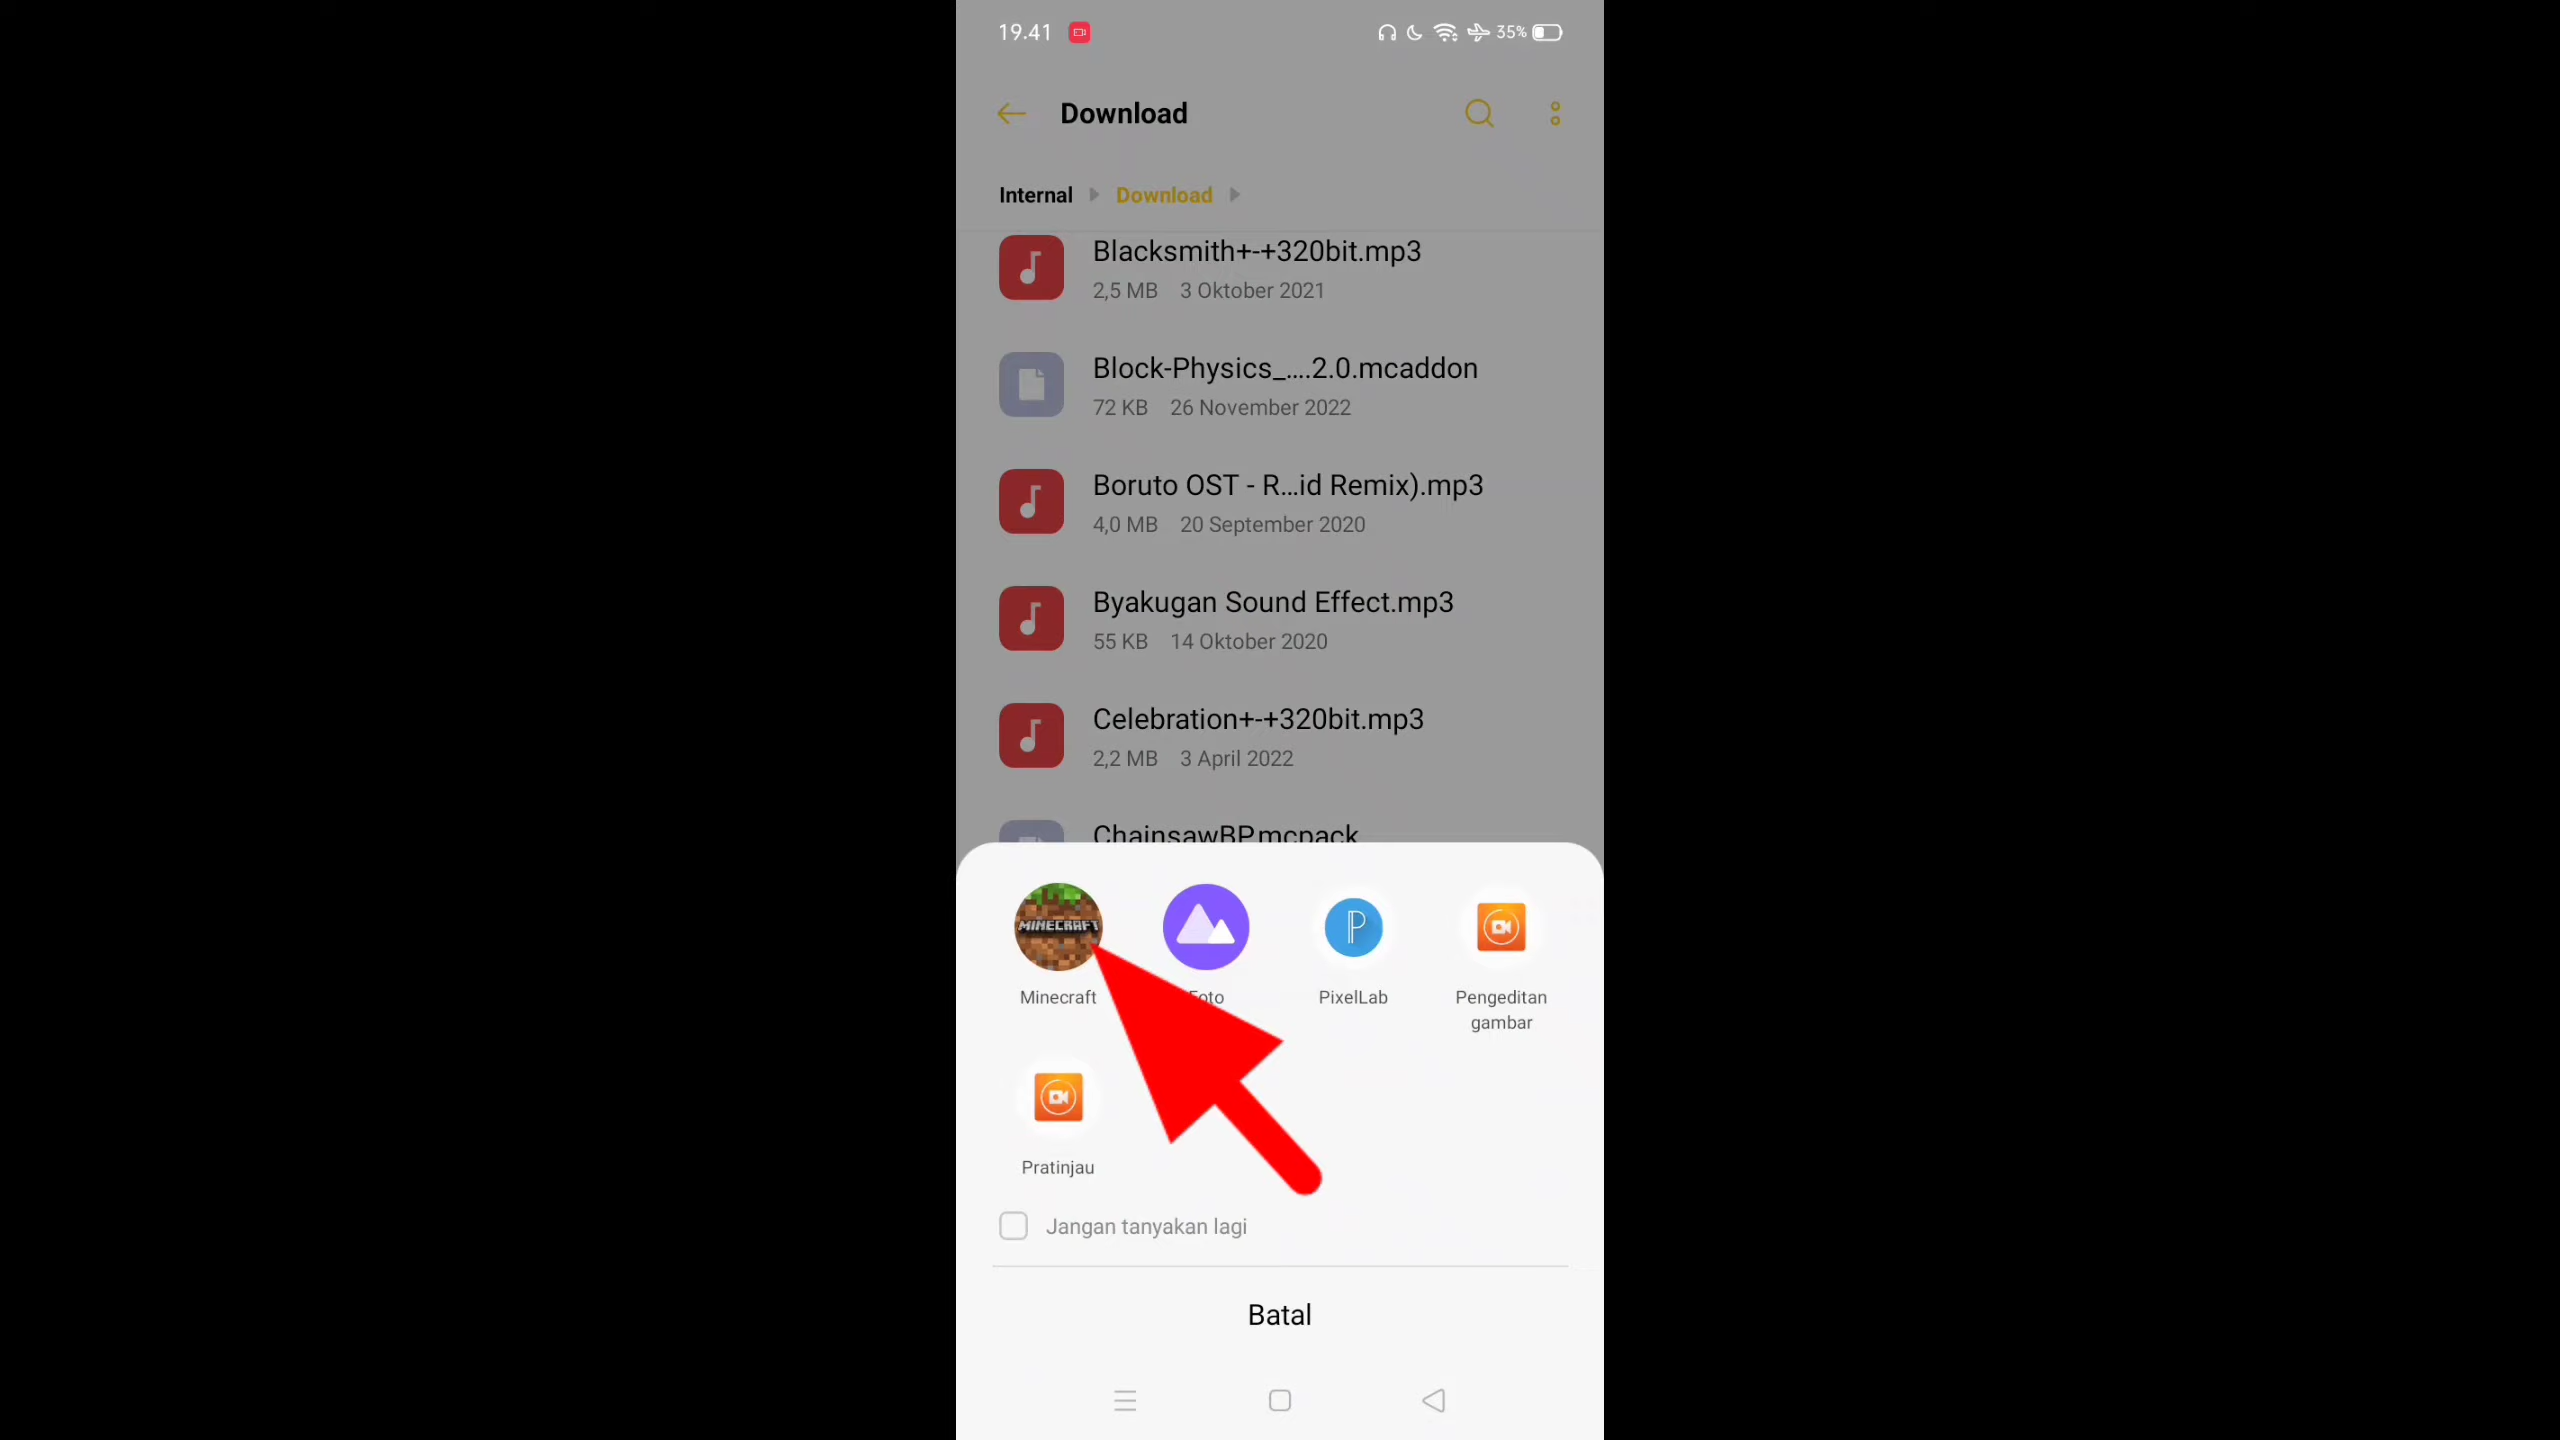 19.41
35%
Download
Internal
Download
Blacksmith+-+320bit.mp3
2,5 MB 3 Oktober 2021
Block-Physics_....2.0.mcaddon
72 KB 26 November 2022
Boruto OST - R...id Remix).mp3
4,0 MB 20 September 2020
Byakugan Sound Effect.mp3
55 KB 14 Oktober 2020
Celebration+-+320bit.mp3
2,2 MB 3 April 2022
ChainsawBP.mcpack
MINECRAFT
Minecraft
Foto
PixelLab
Pengeditan
gambar
Pratinjau
Jangan tanyakan lagi
Batal